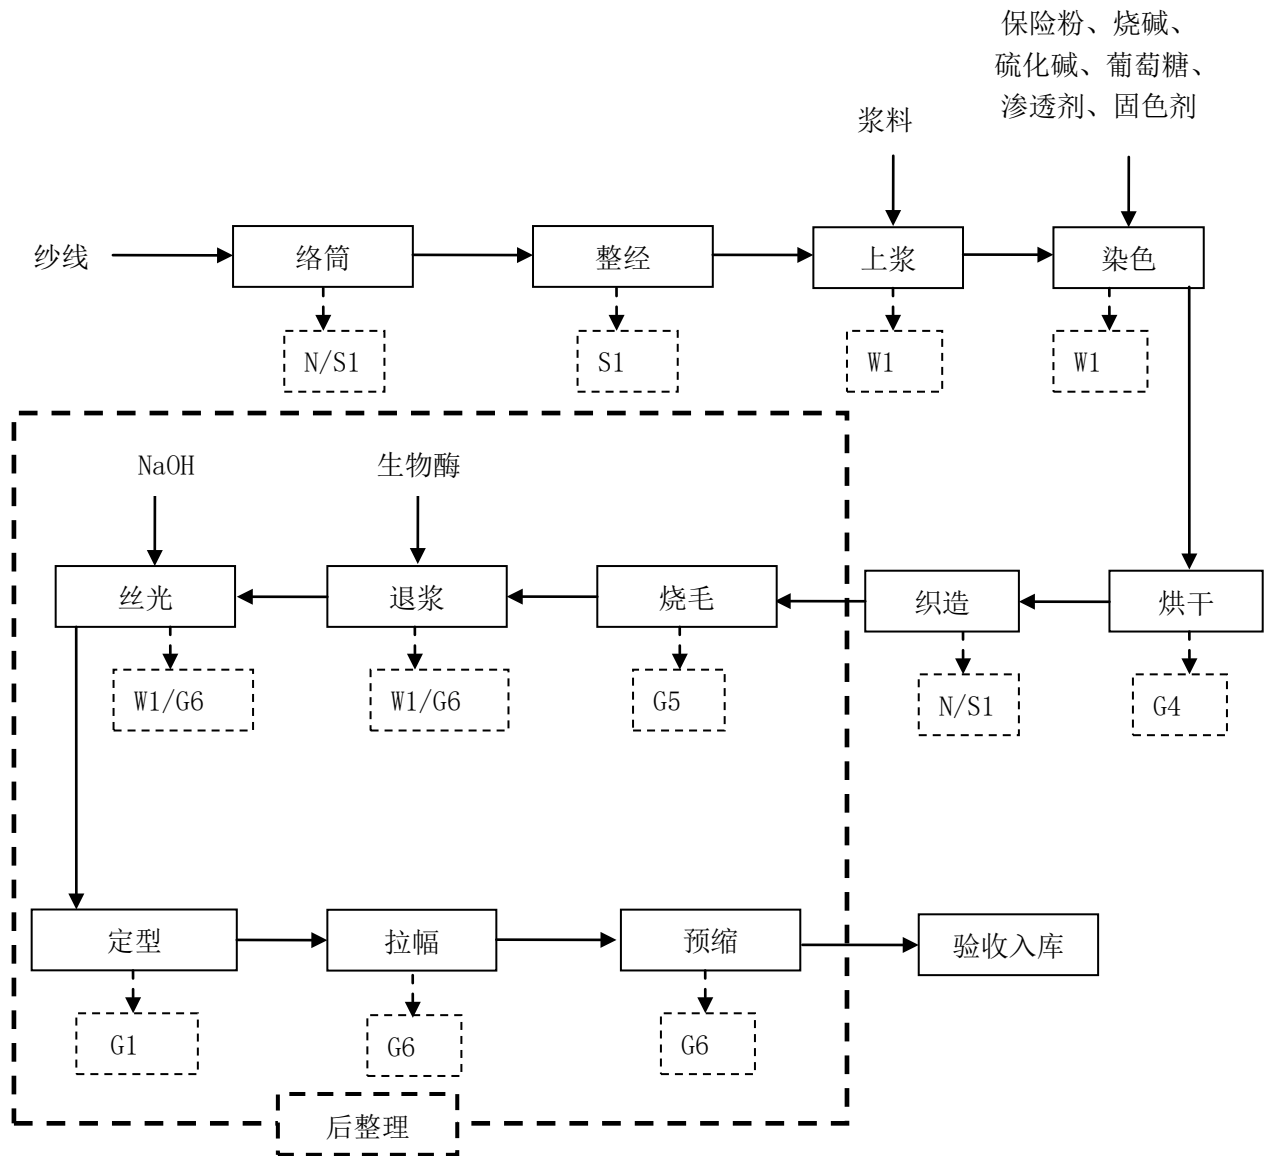 保险粉、烧碱、
硫化碱、葡萄糖、
渗透剂、固色剂
浆料
纱线
络筒
整经
上浆
染色
N/S1
S1
W1
W1
NaOH
生物酶
丝光
退浆
烧毛
织造
烘干
W1/G6
W1/G6
G5
N/S1
G4
定型
拉幅
预缩
验收入库
G1
G6
G6
后整理